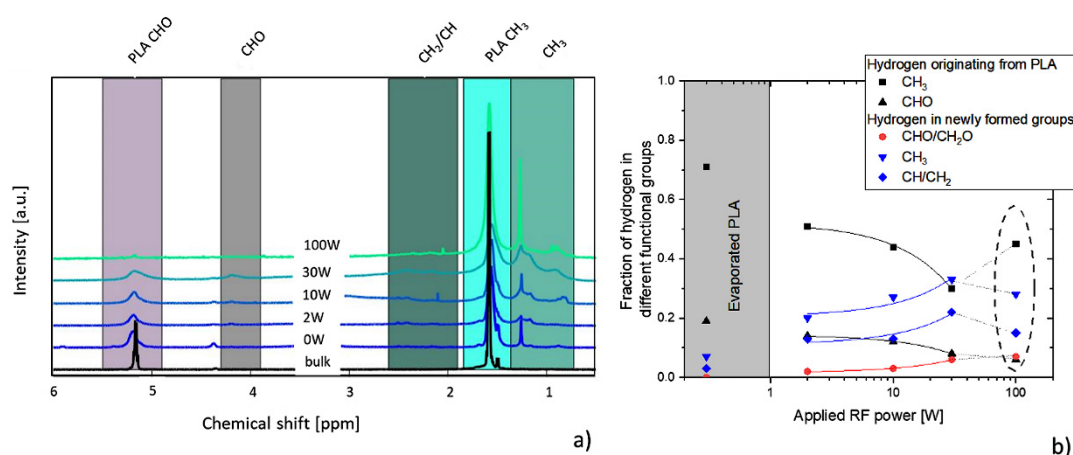 PLA CHO
CHO
CH₂/CH
PLA CH₃
CH₃
Intensity [a.u.]
100W
30W
10W
2W
0W
bulk
6
5
4
3
2
1
Chemical shift [ppm]
a)
Hydrogen originating from PLA
CH₃
CHO
Hydrogen in newly formed groups
CHO/CH₂O
CH₃
CH/CH₂
Fraction of hydrogen in
different functional groups
1.0
0.8
0.6
0.4
0.2
0.0
Evaporated PLA
1
10
100
Applied RF power [W]
b)